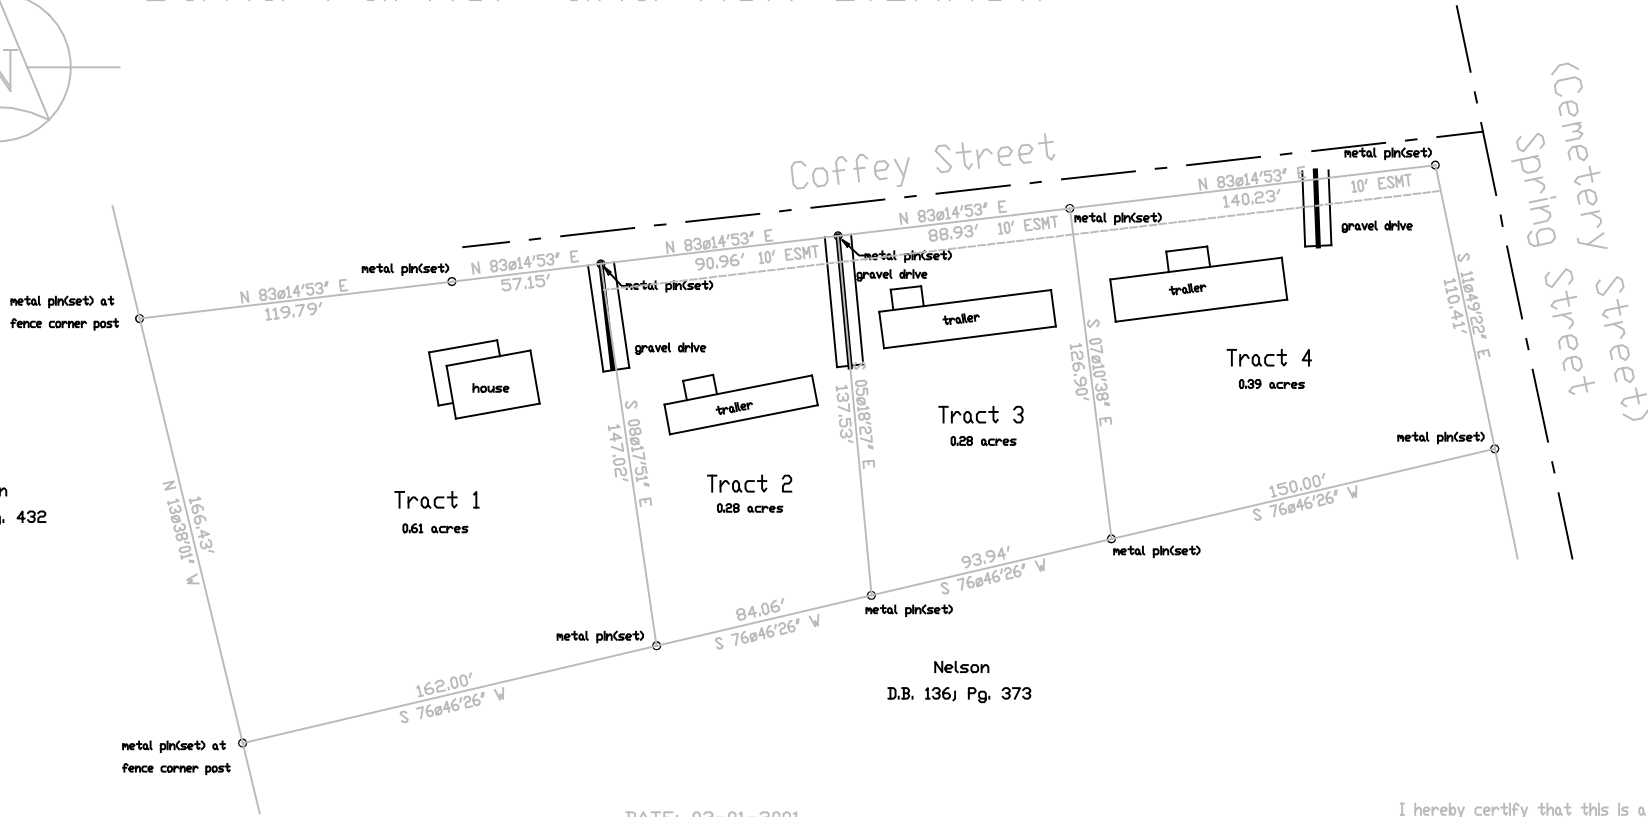 N
Coffey Street
(Cemetery Street)
Spring Street
metal pin(set)
N 83ø14'53" E
140.23'
10' ESMT
gravel drive
N 83ø14'53" E
88.93' 10' ESMT
metal pin(set)
N 83ø14'53" E
90.96' 10' ESMT
metal pin(set)
gravel drive
N 83ø14'53" E
57.15'
metal pin(set)
metal pin(set)
N 83ø14'53" E
119.79'
metal pin(set) at
fence corner post
gravel drive
house
trailer
trailer
trailer
S 11ø49'22" E
110.41'
S 07ø10'38" E
126.90'
S 05ø18'27" E
137.53'
S 08ø17'51" E
147.02'
166.43'
N 13ø38'01" W
Tract 4
0.39 acres
Tract 3
0.28 acres
Tract 2
0.28 acres
Tract 1
0.61 acres
432
metal pin(set)
150.00'
S 76ø46'26" W
metal pin(set)
93.94'
S 76ø46'26" W
metal pin(set)
84.06'
S 76ø46'26" W
metal pin(set)
162.00'
S 76ø46'26" W
Nelson
D.B. 136; Pg. 373
metal pin(set) at
fence corner post
I hereby certify that this is a